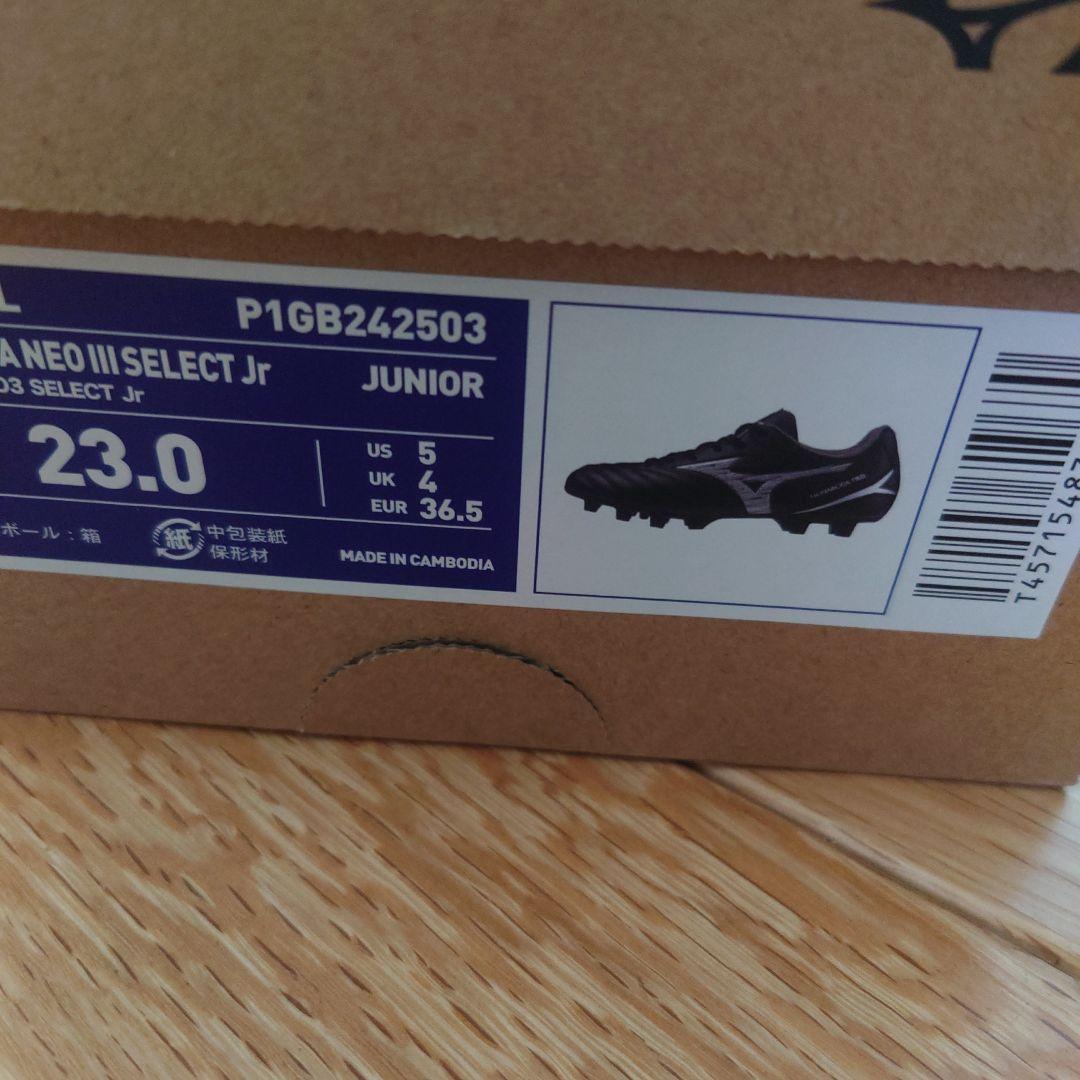 L
P1GB242503
A NEO III SELECT Jr
JUNIOR
03 SELECT Jr
23.0
US 5
UK 4
EUR 36.5
ボール：箱
紙
中包装紙
保形材
MADE IN CAMBODIA
T4571548